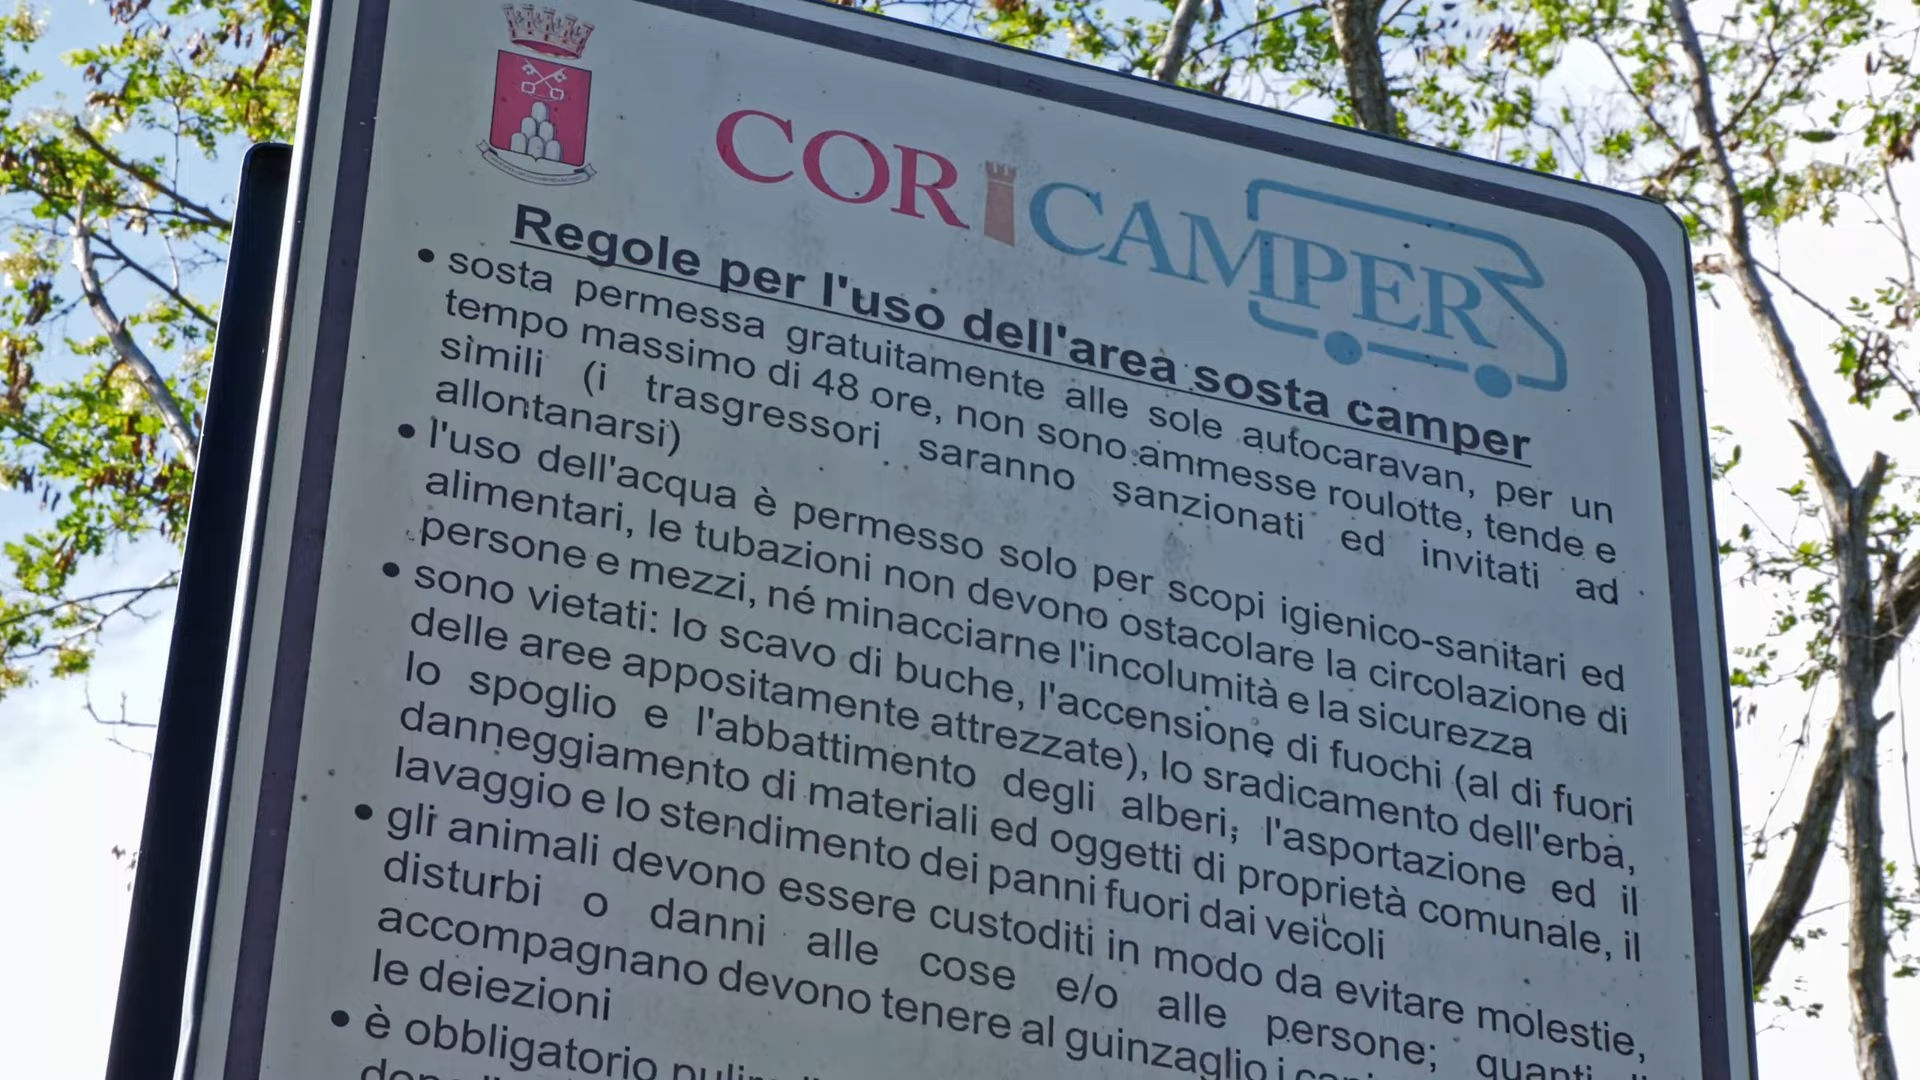 CORICAMPER
Regole per l'uso dell'area sosta camper
• sosta permessa gratuitamente alle sole autocaravan, per un
tempo massimo di 48 ore, non sono ammesse roulotte, tende e
simili (i trasgressori saranno sanzionati ed invitati ad
allontanarsi)
• l'uso dell'acqua è permesso solo per scopi igienico-sanitari ed
alimentari, le tubazioni non devono ostacolare la circolazione di
persone e mezzi, né minacciarne l'incolumità e la sicurezza
• sono vietati: lo scavo di buche, l'accensione di fuochi (al di fuori
delle aree appositamente attrezzate), lo sradicamento dell'erba,
lo spoglio e l'abbattimento degli alberi, l'asportazione ed il
danneggiamento di materiali ed oggetti di proprietà comunale, il
lavaggio e lo stendimento dei panni fuori dai veicoli
• gli animali devono essere custoditi in modo da evitare molestie,
disturbi o danni alle cose e/o alle persone; quanti
accompagnano devono tenere al guinzaglio i
le deiezioni
• è obbligatorio